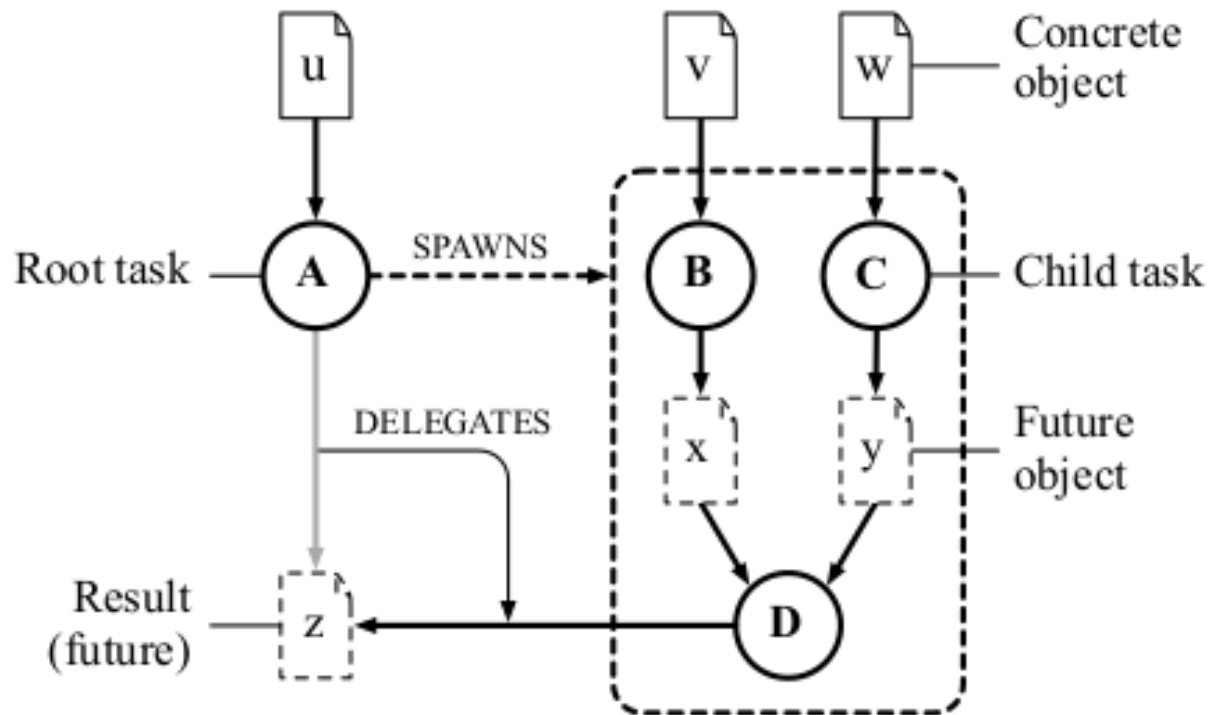 u
v
w
Concrete
object
Root task
A
SPAWNS
B
C
Child task
DELEGATES
x
y
Future
object
Result
(future)
z
D